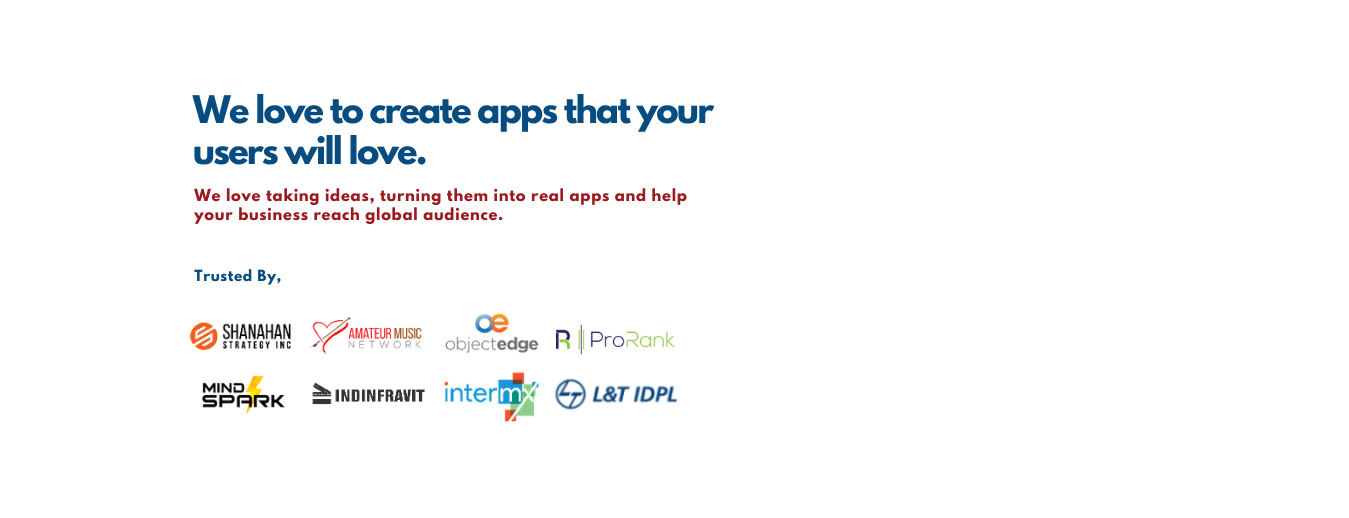 We love to create apps that your
users will love.
We love taking ideas, turning them into real apps and help
your business reach global audience.
Trusted By,
SHANAHAN
STRATEGY INC
AMATEUR MUSIC
NETWORK
oe
objectedge
R ProRank
MIND
SPARK
INDINFRAVIT
intermx
LT L&T IDPL